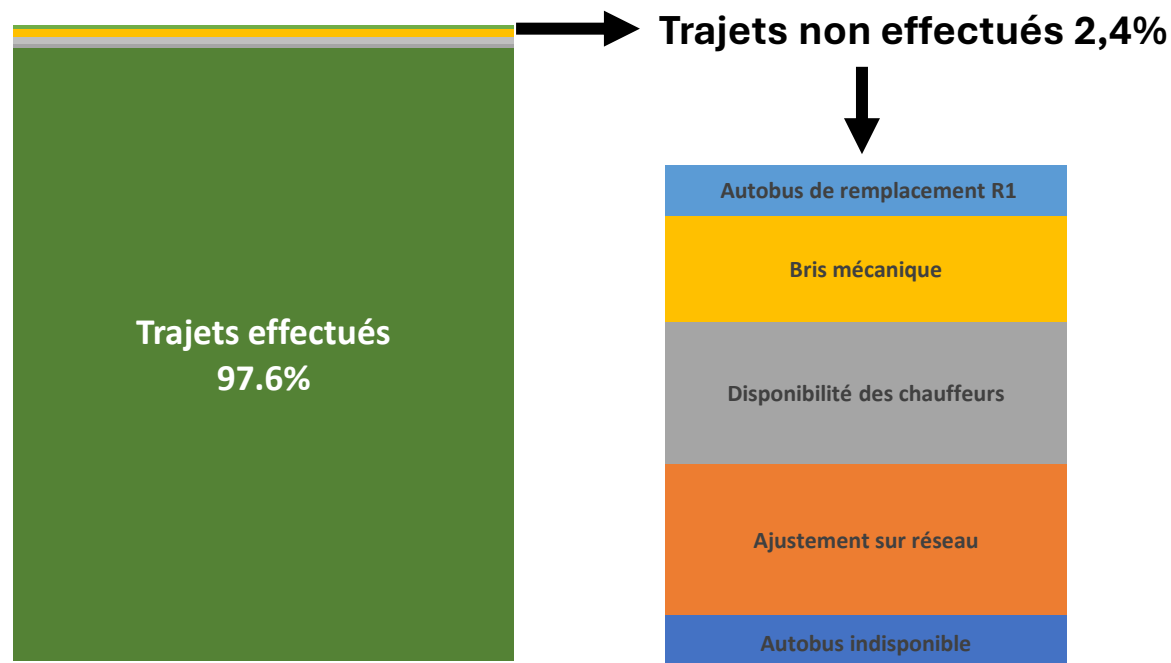 Trajets non effectués 2,4%
Trajets effectués
97.6%
Autobus de remplacement R1
Bris mécanique
Disponibilité des chauffeurs
Ajustement sur réseau
Autobus indisponible